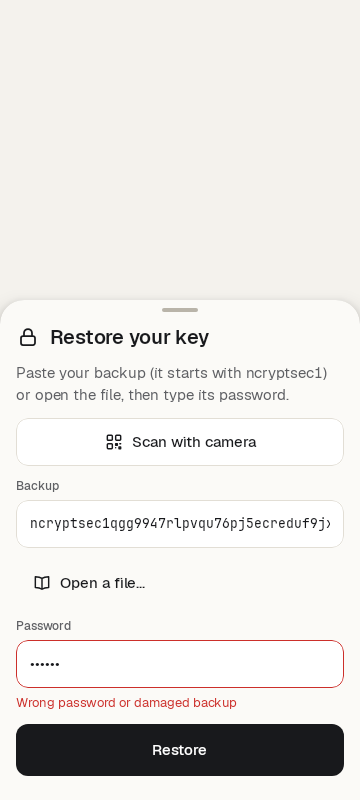 Restore your key
Paste your backup (it starts with ncryptsec1)
or open the file, then type its password.
Scan with camera
Backup
ncryptsec1qgg9947rlpvqu76pj5ecreduf9j
Open a file...
Password
••••••
Wrong password or damaged backup
Restore